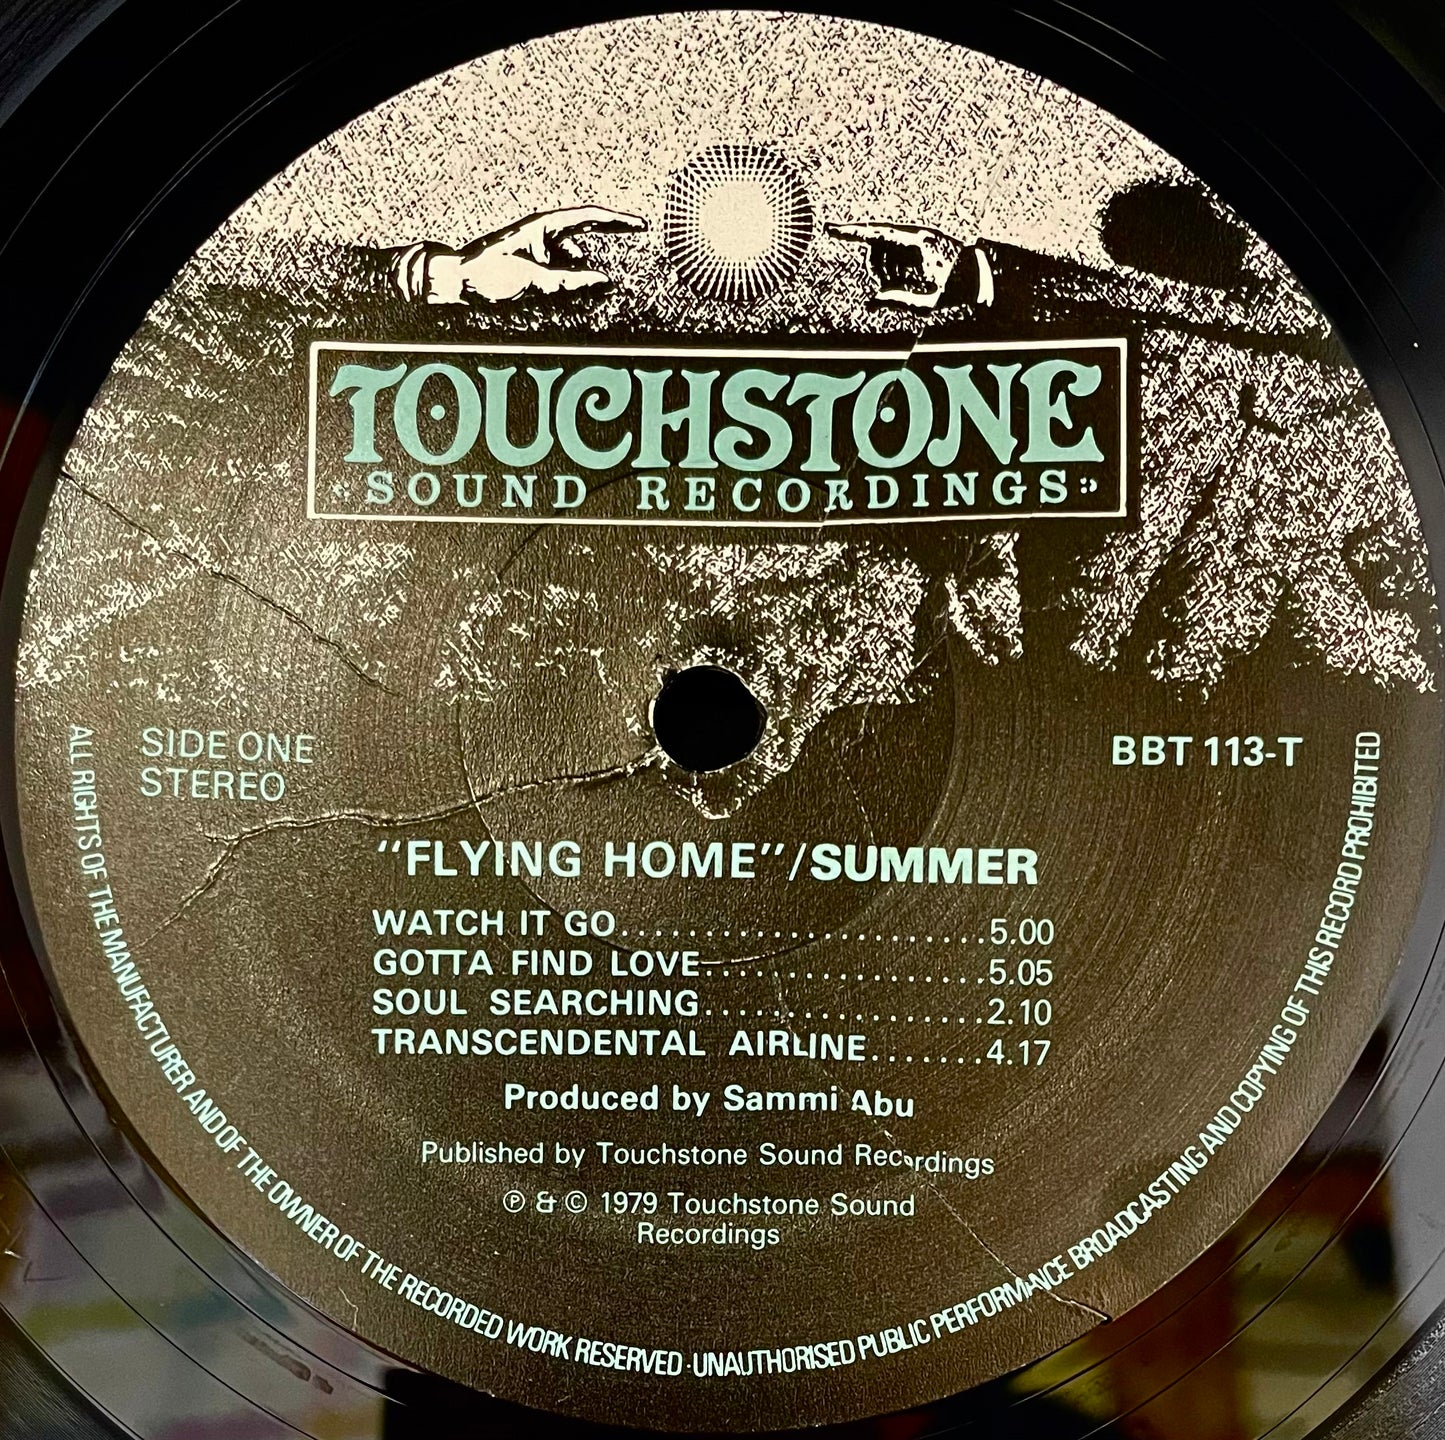 TOUCHSTONE
SOUND RECORDINGS
SIDE ONE
STEREO
BBT 113-T
"FLYING HOME"/SUMMER
WATCH IT GO......................5.00
GOTTA FIND LOVE.................5.05
SOUL SEARCHING.................2.10
TRANSCENDENTAL AIRLINE.......4.17
Produced by Sammi Abu
Published by Touchstone Sound Recordings
℗ & © 1979 Touchstone Sound
Recordings
ALL RIGHTS OF THE MANUFACTURER AND OF THE OWNER OF THE RECORDED WORK RESERVED · UNAUTHORISED PUBLIC PERFORMANCE BROADCASTING AND COPYING OF THIS RECORD PROHIBITED